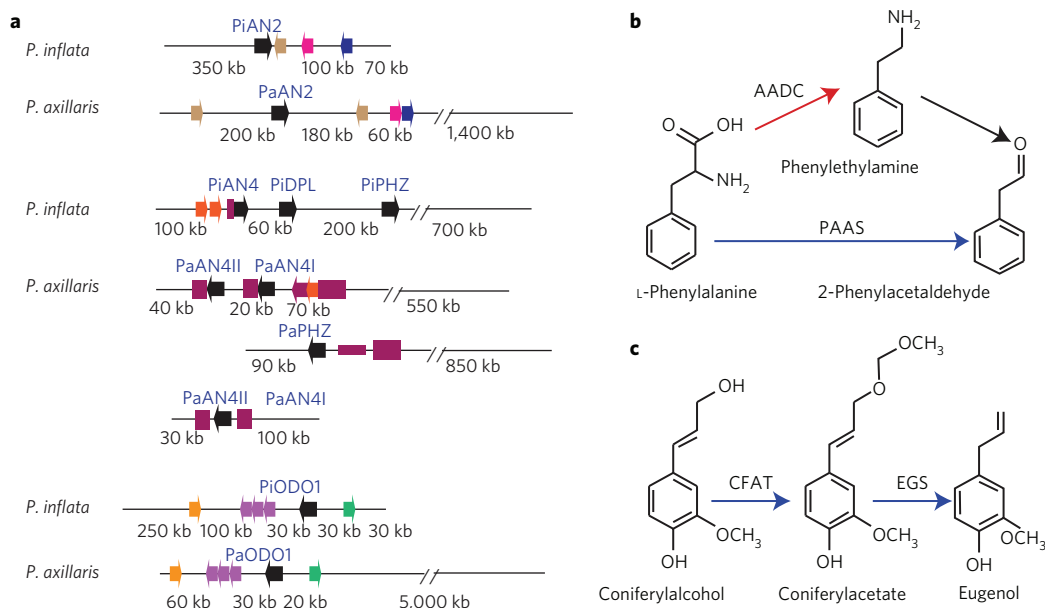 a
PiAN2
P. inflata
350 kb 100 kb 70 kb
PaAN2
P. axillaris
200 kb 180 kb 60 kb 1,400 kb
PiAN4 PiDPL PiPHZ
P. inflata
100 kb 60 kb 200 kb 700 kb
PaAN4II PaAN4I
P. axillaris
40 kb 20 kb 70 kb 550 kb
PaPHZ
90 kb 850 kb
PaAN4II PaAN4I
30 kb 100 kb
PiODO1
P. inflata
250 kb 100 kb 30 kb 30 kb 30 kb
PaODO1
P. axillaris
60 kb 30 kb 20 kb 5,000 kb
b
NH2
AADC
O OH
NH2
Phenylethylamine
O
PAAS
L-Phenylalanine 2-Phenylacetaldehyde
c
OCH3
OH O
CFAT EGS
OCH3 OCH3 OCH3
OH OH OH
Coniferylalcohol Coniferylacetate Eugenol